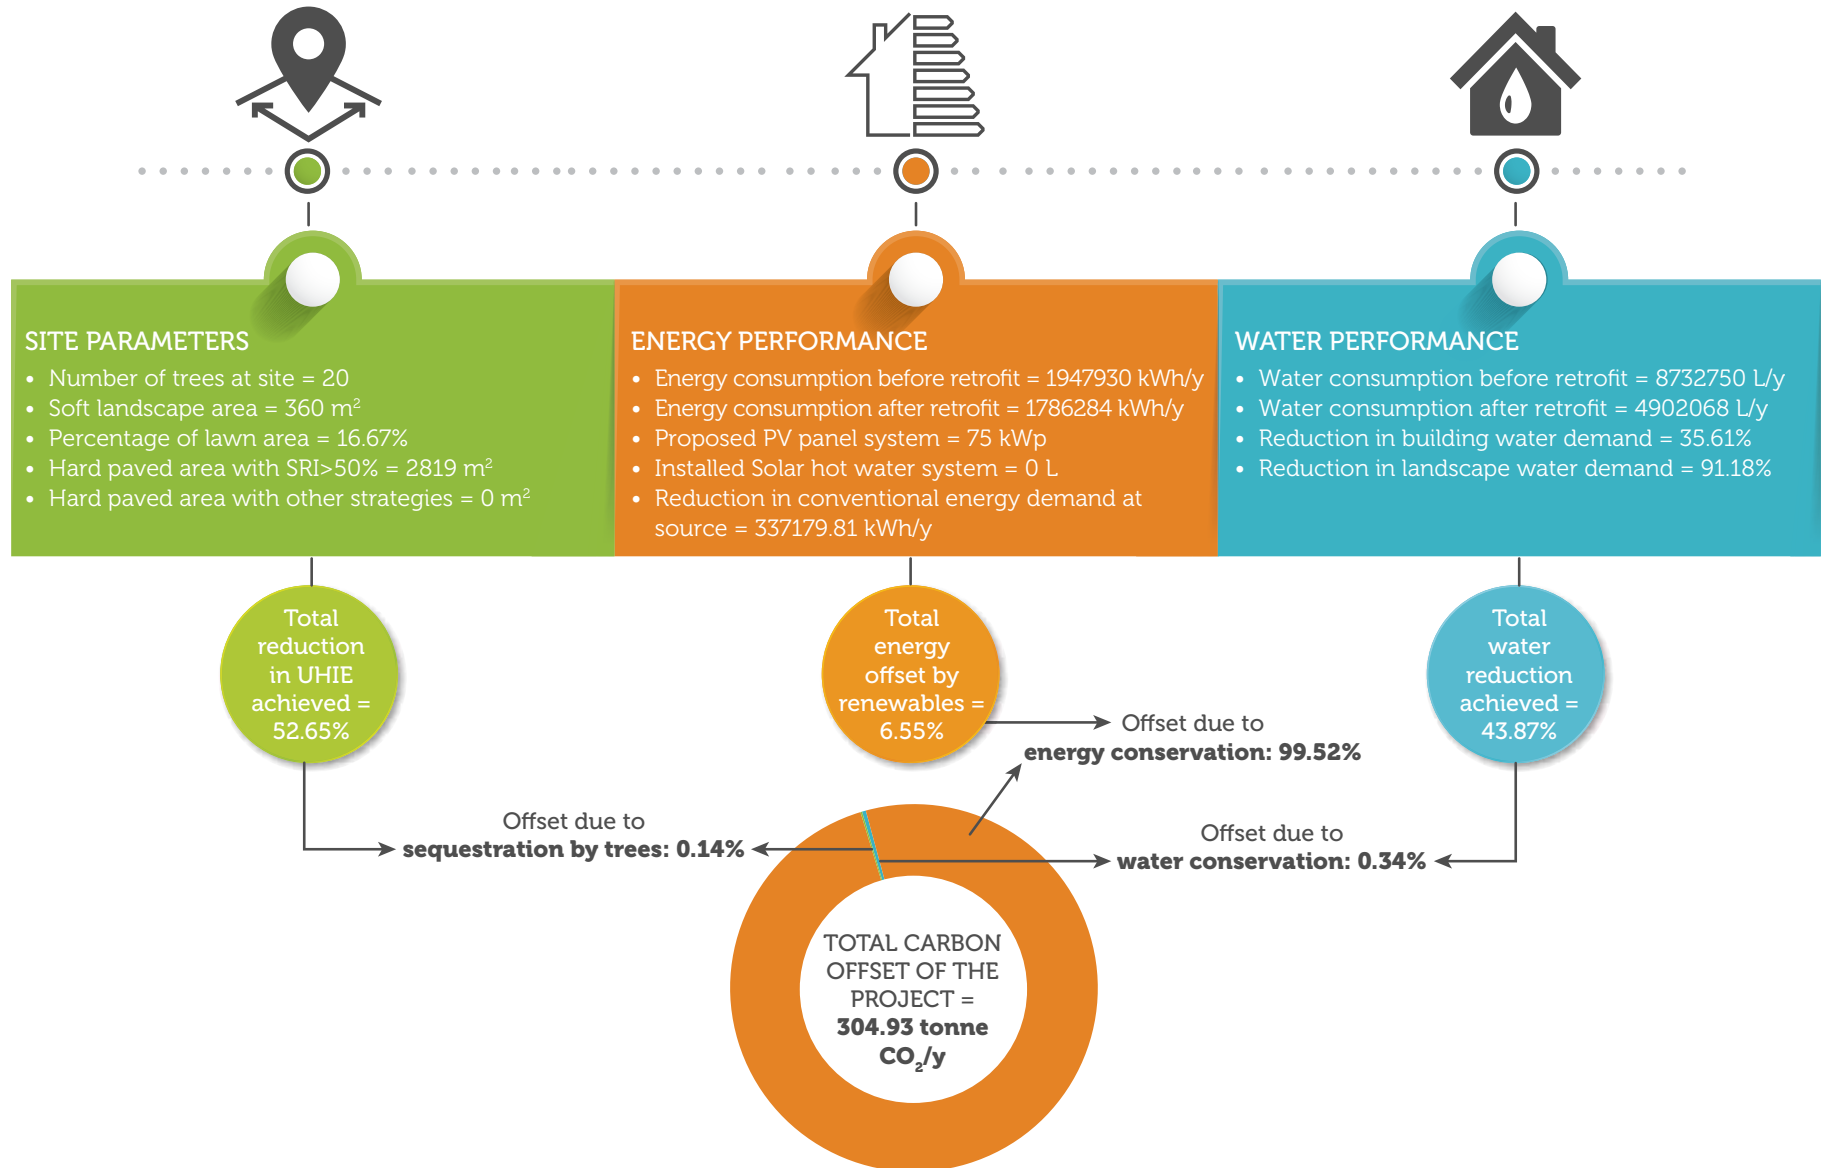 SITE PARAMETERS
• Number of trees at site = 20
• Soft landscape area = 360 m²
• Percentage of lawn area = 16.67%
• Hard paved area with SRI>50% = 2819 m²
• Hard paved area with other strategies = 0 m²
ENERGY PERFORMANCE
• Energy consumption before retrofit = 1947930 kWh/y
• Energy consumption after retrofit = 1786284 kWh/y
• Proposed PV panel system = 75 kWp
• Installed Solar hot water system = 0 L
• Reduction in conventional energy demand at
source = 337179.81 kWh/y
WATER PERFORMANCE
• Water consumption before retrofit = 8732750 L/y
• Water consumption after retrofit = 4902068 L/y
• Reduction in building water demand = 35.61%
• Reduction in landscape water demand = 91.18%
Total
reduction
in UHIE
achieved =
52.65%
Total
energy
offset by
renewables =
6.55%
Total
water
reduction
achieved =
43.87%
Offset due to
energy conservation: 99.52%
Offset due to
sequestration by trees: 0.14%
Offset due to
water conservation: 0.34%
TOTAL CARBON
OFFSET OF THE
PROJECT =
304.93 tonne
CO₂/y